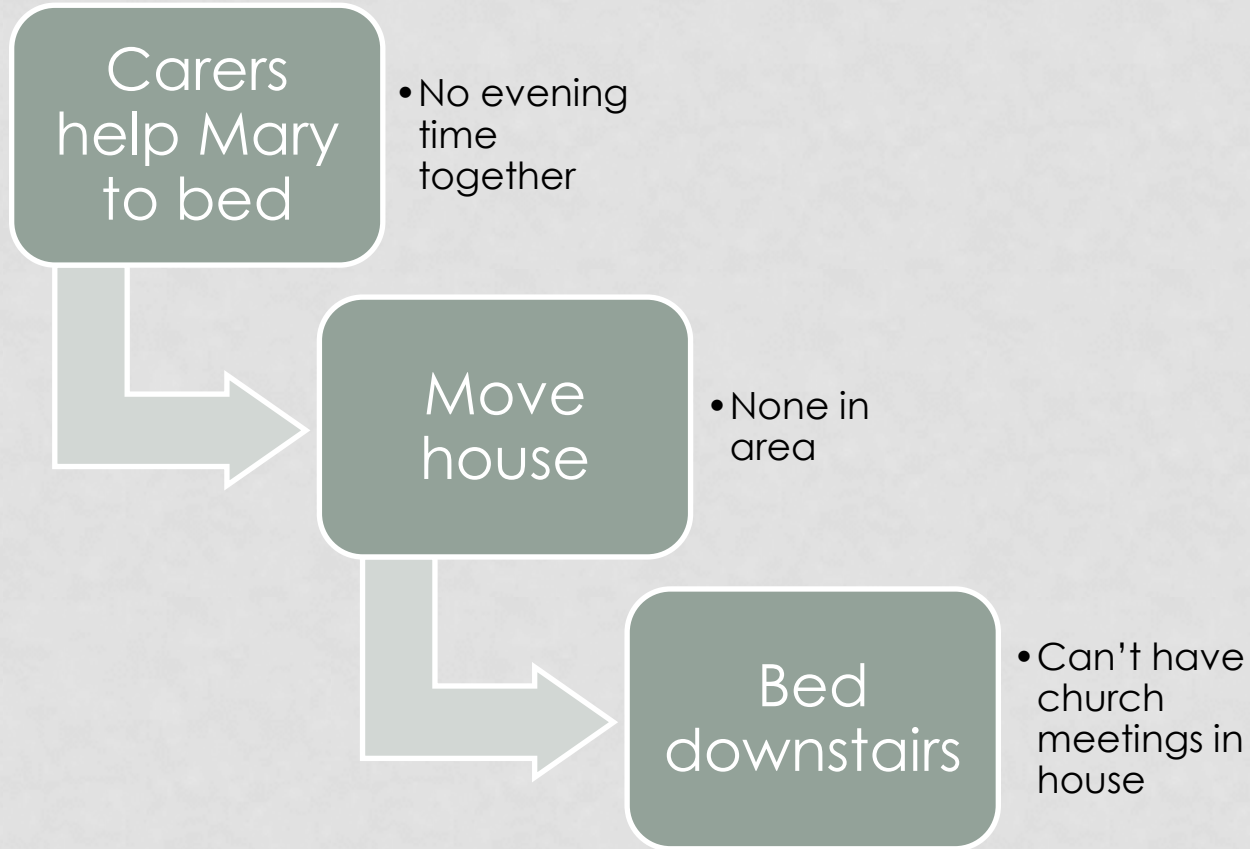 Carers
help Mary
to bed
•No evening
time
together
Move
house
•None in
area
Bed
downstairs
•Can’t have
church
meetings in
house